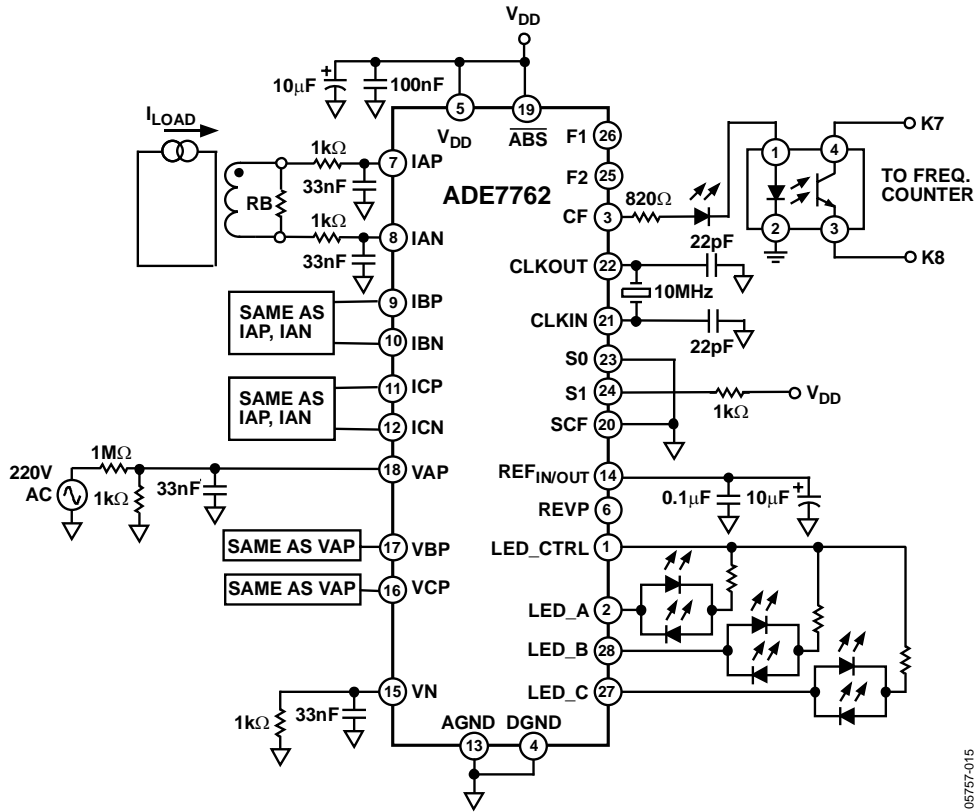 VDD
10μF
+
100nF
5
19
VDD
ABS
ILOAD
1kΩ
7
IAP
33nF
RB
1kΩ
8
IAN
33nF
ADE7762
F1
26
F2
25
CF
3
820Ω
1
2
4
3
K7
TO FREQ.
COUNTER
K8
22pF
CLKOUT
22
10MHz
CLKIN
21
22pF
SAME AS
IAP, IAN
9
IBP
10
IBN
SAME AS
IAP, IAN
11
ICP
12
ICN
S0
23
S1
24
1kΩ
VDD
SCF
20
220V
AC
1MΩ
1kΩ
33nF
18
VAP
REFIN/OUT
14
0.1μF
10μF
+
REVP
6
SAME AS VAP
17
VBP
SAME AS VAP
16
VCP
LED_CTRL
1
LED_A
2
LED_B
28
LED_C
27
1kΩ
33nF
15
VN
AGND
DGND
13
4
05757-015